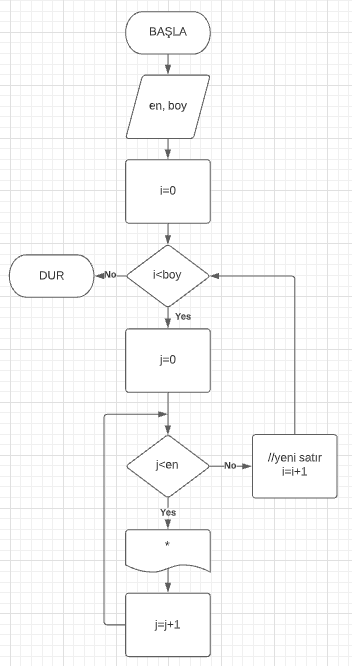 BAŞLA
en, boy
i=0
i<boy
No
DUR
Yes
j=0
j<en
No
//yeni satır
i=i+1
Yes
*
j=j+1